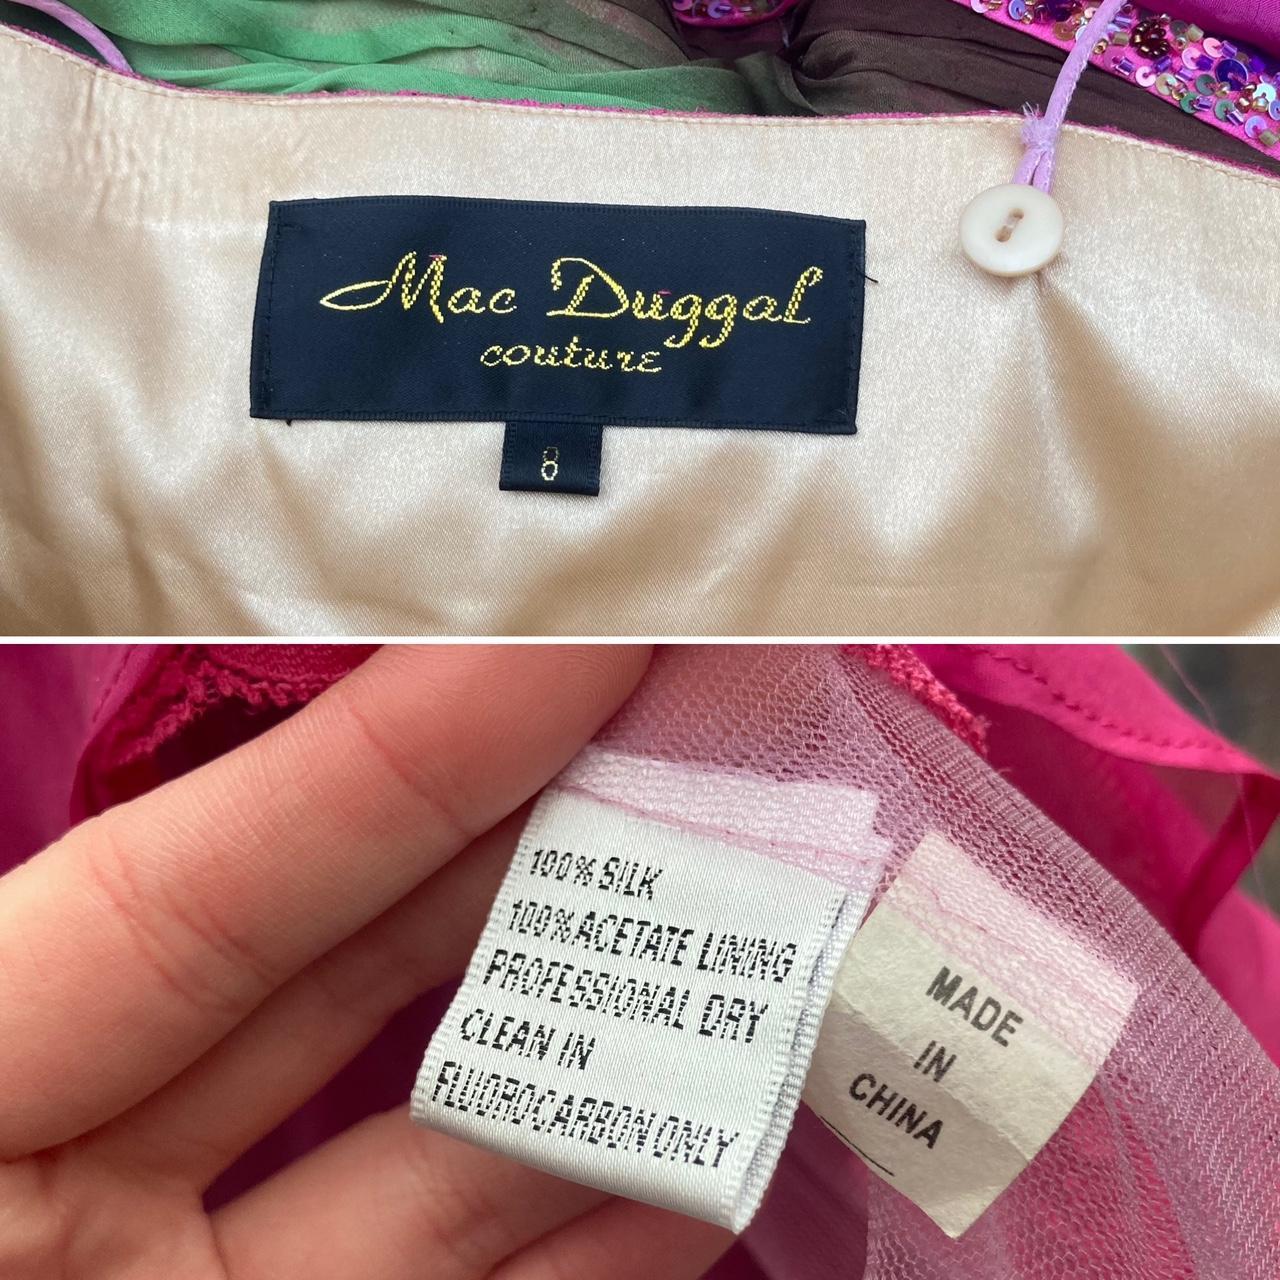 Mac Duggal
couture
8
100% SILK
100% ACETATE LINING
PROFESSIONAL DRY
CLEAN IN
FLUOROCARBON ONLY
MADE
IN
CHINA